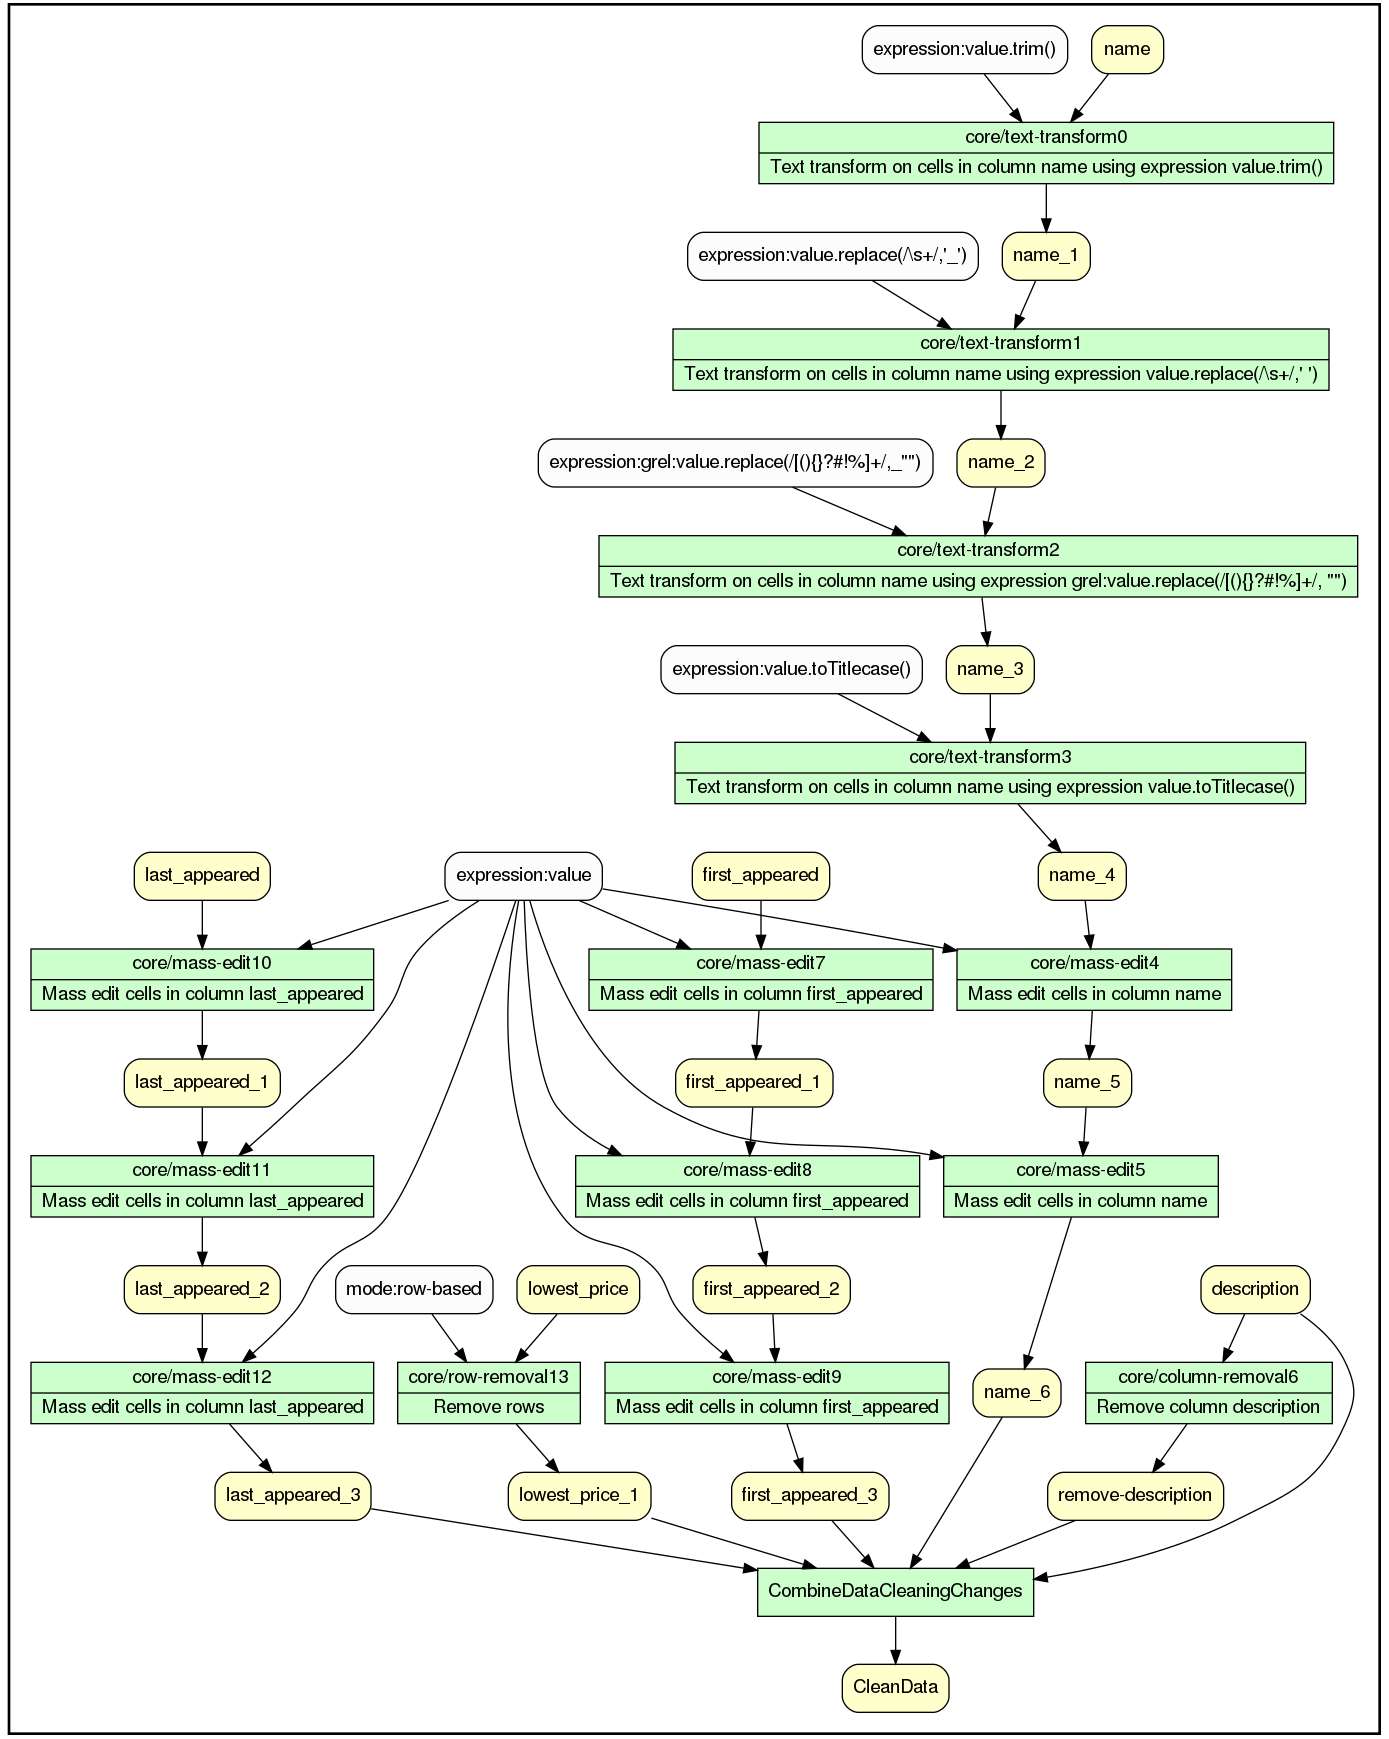 expression:value.trim()
name
core/text-transform0
Text transform on cells in column name using expression value.trim()
expression:value.replace(/\s+/,'_')
name_1
core/text-transform1
Text transform on cells in column name using expression value.replace(/\s+/,' ')
expression:grel:value.replace(/[(){}?#!%]+/,_"")
name_2
core/text-transform2
Text transform on cells in column name using expression grel:value.replace(/[(){}?#!%]+/, "")
expression:value.toTitlecase()
name_3
core/text-transform3
Text transform on cells in column name using expression value.toTitlecase()
last_appeared
expression:value
first_appeared
name_4
core/mass-edit10
Mass edit cells in column last_appeared
core/mass-edit7
Mass edit cells in column first_appeared
core/mass-edit4
Mass edit cells in column name
last_appeared_1
first_appeared_1
name_5
core/mass-edit11
Mass edit cells in column last_appeared
core/mass-edit8
Mass edit cells in column first_appeared
core/mass-edit5
Mass edit cells in column name
last_appeared_2
mode:row-based
lowest_price
first_appeared_2
description
core/mass-edit12
Mass edit cells in column last_appeared
core/row-removal13
Remove rows
core/mass-edit9
Mass edit cells in column first_appeared
name_6
core/column-removal6
Remove column description
last_appeared_3
lowest_price_1
first_appeared_3
remove-description
CombineDataCleaningChanges
CleanData